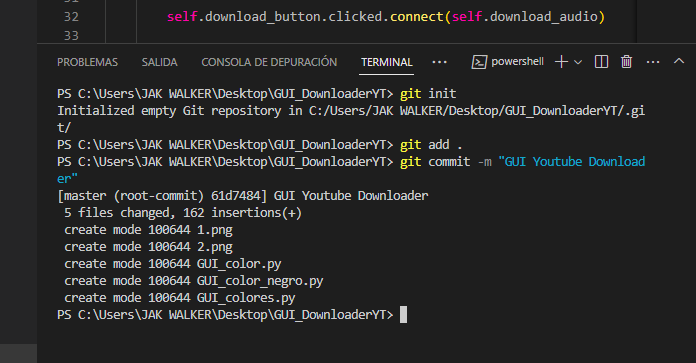 32 self.download_button.clicked.connect(self.download_audio)
33
PROBLEMAS SALIDA CONSOLA DE DEPURACIÓN TERMINAL powershell
PS C:\Users\JAK WALKER\Desktop\GUI_DownloaderYT> git init
Initialized empty Git repository in C:/Users/JAK WALKER/Desktop/GUI_DownloaderYT/.gi
t/
PS C:\Users\JAK WALKER\Desktop\GUI_DownloaderYT> git add .
PS C:\Users\JAK WALKER\Desktop\GUI_DownloaderYT> git commit -m "GUI Youtube Download
er"
[master (root-commit) 61d7484] GUI Youtube Downloader
5 files changed, 162 insertions(+)
create mode 100644 1.png
create mode 100644 2.png
create mode 100644 GUI_color.py
create mode 100644 GUI_color_negro.py
create mode 100644 GUI_colores.py
PS C:\Users\JAK WALKER\Desktop\GUI_DownloaderYT>